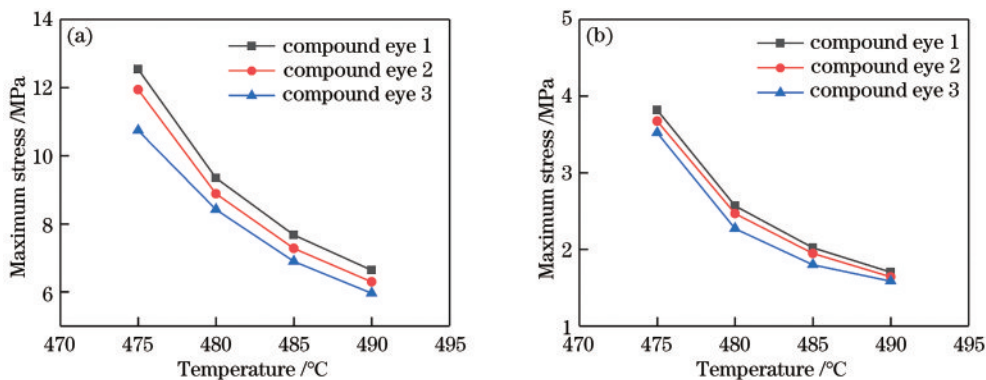 (a)
compound eye 1
compound eye 2
compound eye 3
Maximum stress /MPa
14
12
10
8
6
470 475 480 485 490 495
Temperature /°C
(b)
compound eye 1
compound eye 2
compound eye 3
Maximum stress /MPa
5
4
3
2
1
470 475 480 485 490 495
Temperature /°C